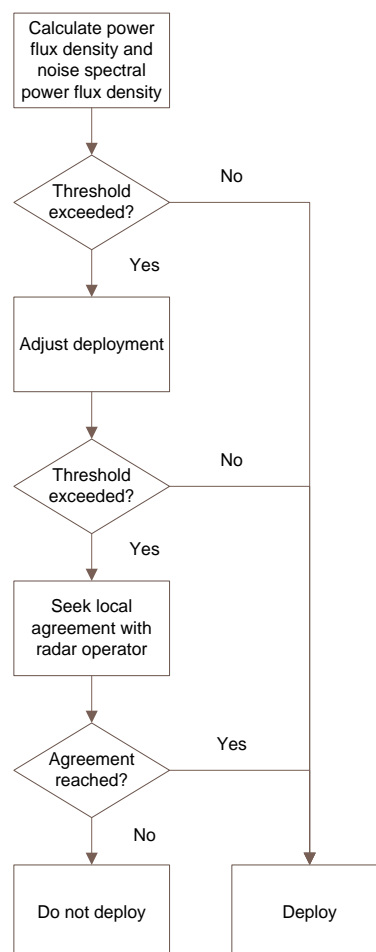 Calculate power
flux density and
noise spectral
power flux density
Threshold
exceeded?
No
Yes
Adjust deployment
Threshold
exceeded?
No
Yes
Seek local
agreement with
radar operator
Agreement
reached?
Yes
No
Do not deploy
Deploy